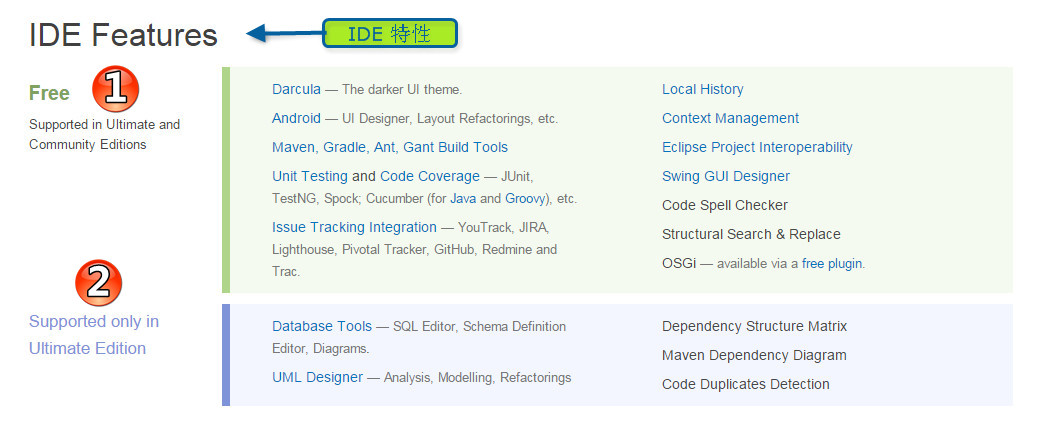 IDE Features
IDE 特性
1
Free
Supported in Ultimate and
Community Editions
Darcula — The darker UI theme.
Android — UI Designer, Layout Refactorings, etc.
Maven, Gradle, Ant, Gant Build Tools
Unit Testing and Code Coverage — JUnit,
TestNG, Spock; Cucumber (for Java and Groovy), etc.
Issue Tracking Integration — YouTrack, JIRA,
Lighthouse, Pivotal Tracker, GitHub, Redmine and
Trac.
Local History
Context Management
Eclipse Project Interoperability
Swing GUI Designer
Code Spell Checker
Structural Search & Replace
OSGi — available via a free plugin.
2
Supported only in
Ultimate Edition
Database Tools — SQL Editor, Schema Definition
Editor, Diagrams.
UML Designer — Analysis, Modelling, Refactorings
Dependency Structure Matrix
Maven Dependency Diagram
Code Duplicates Detection